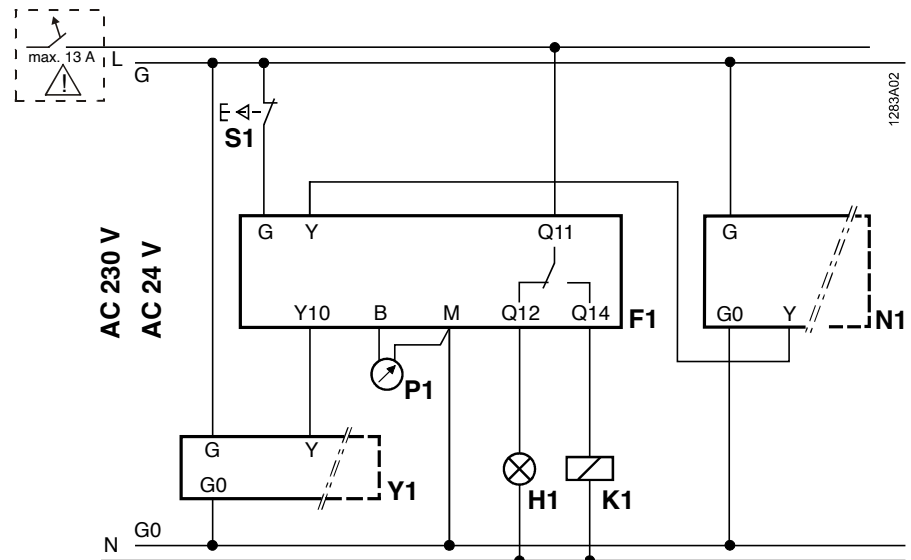 max. 13 A
L
G
1283A02
S1
G Y Q11
G
AC 230 V
AC 24 V
Y10 B M Q12 Q14
F1
G0 Y
N1
P1
G Y
G0
Y1
H1
K1
G0
N